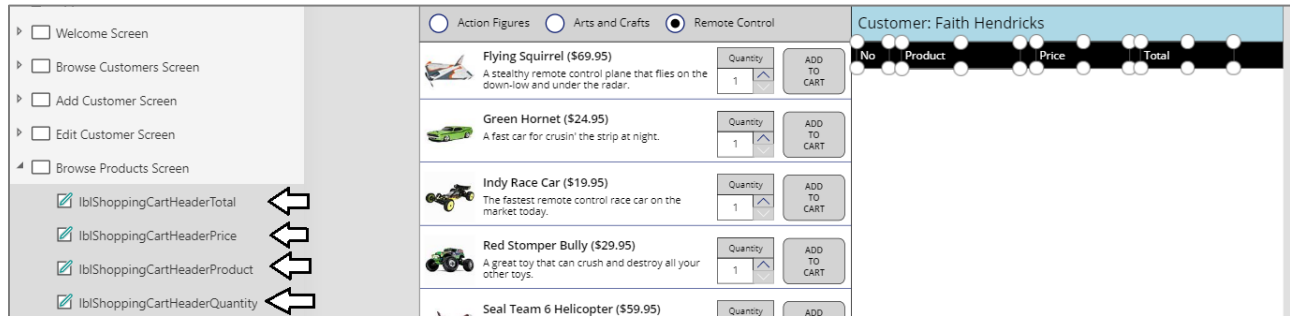 Welcome Screen
Browse Customers Screen
Add Customer Screen
Edit Customer Screen
Browse Products Screen
lblShoppingCartHeaderTotal
lblShoppingCartHeaderPrice
lblShoppingCartHeaderProduct
lblShoppingCartHeaderQuantity
Action Figures Arts and Crafts Remote Control
Flying Squirrel ($69.95)
A stealthy remote control plane that flies on the
down-low and under the radar.
Quantity
1
ADD
TO
CART
Green Hornet ($24.95)
A fast car for crusin' the strip at night.
Quantity
1
ADD
TO
CART
Indy Race Car ($19.95)
The fastest remote control race car on the
market today.
Quantity
1
ADD
TO
CART
Red Stomper Bully ($29.95)
A great toy that can crush and destroy all your
other toys.
Quantity
1
ADD
TO
CART
Seal Team 6 Helicopter ($59.95)
Quantity
ADD
Customer: Faith Hendricks
No Product Price Total